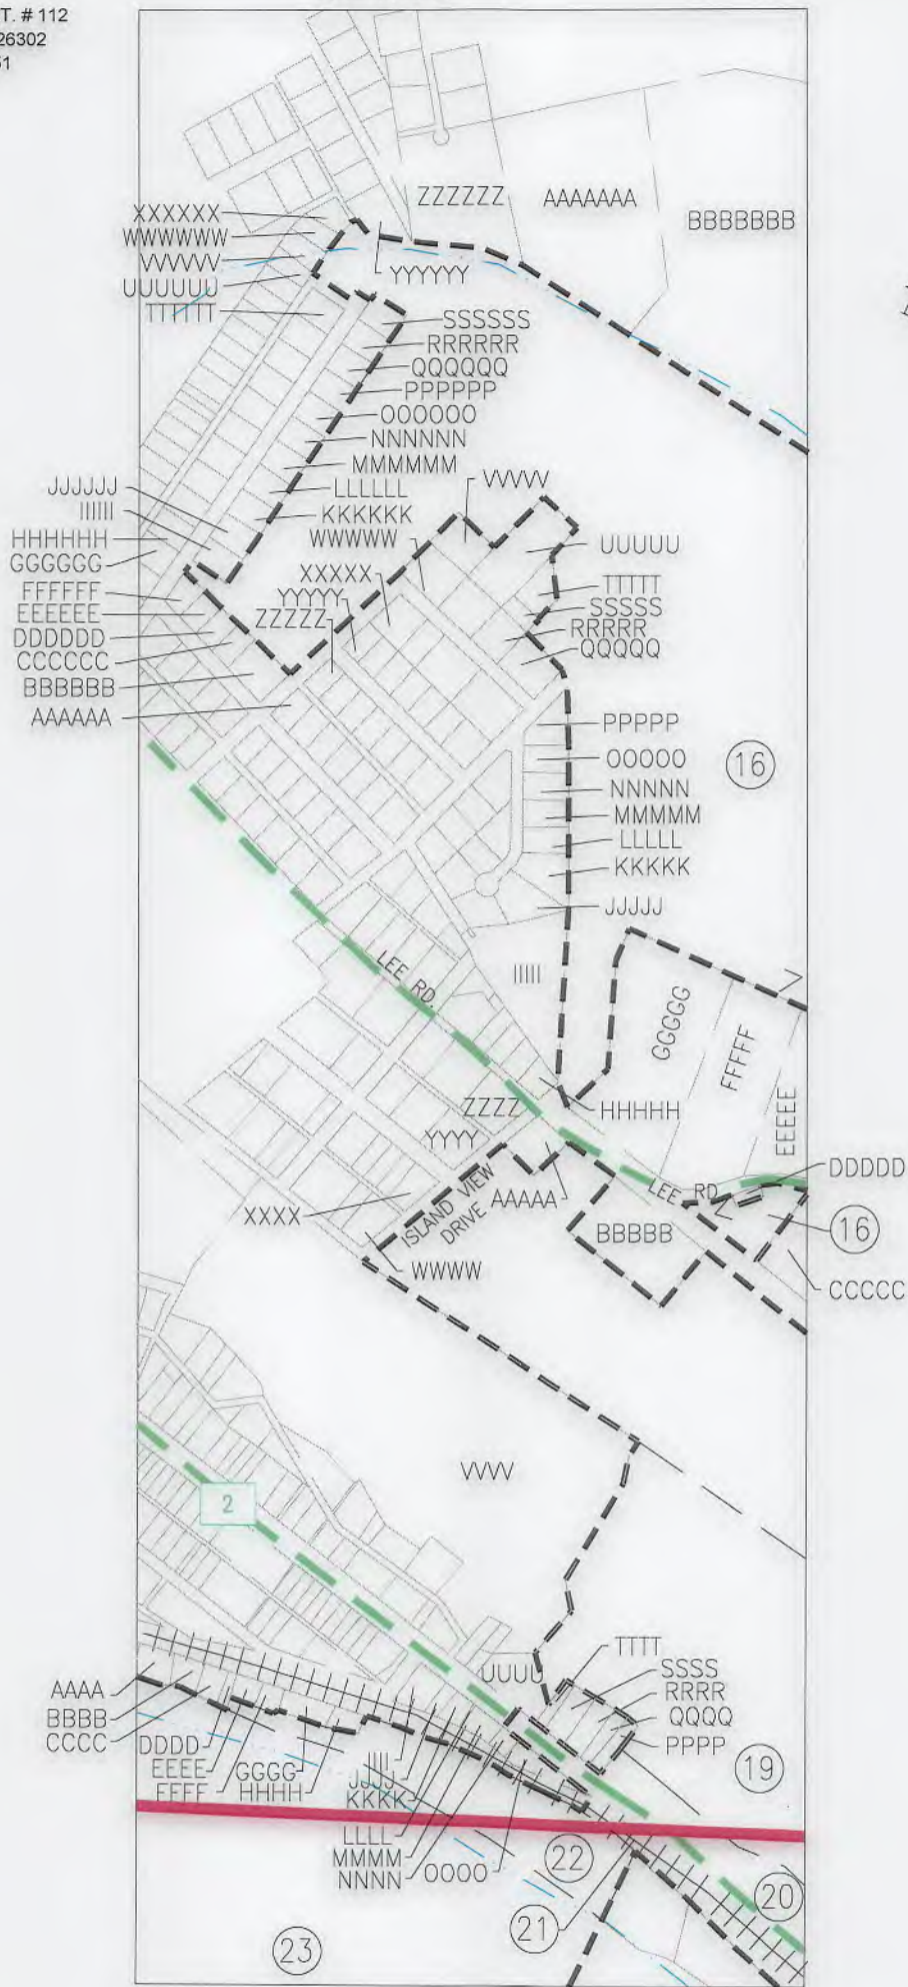 T. # 112
26302
51
ZZZZZZ
AAAAAAA
BBBBBBB
XXXXXX
WWWWWW
VVVVVV
UUUUUU
TTTTTT
YYYYYY
SSSSSS
RRRRRR
QQQQQQ
PPPPPP
OOOOOO
NNNNNN
MMMMMM
LLLLLL
KKKKKK
JJJJJJ
IIIIII
HHHHHH
GGGGGG
FFFFFF
EEEEEE
DDDDDD
CCCCCC
BBBBBB
AAAAAA
VVVVV
WWWWW
XXXXX
YYYYY
ZZZZZ
UUUUU
TTTTT
SSSSS
RRRRR
QQQQQ
PPPPP
OOOOO
NNNNN
MMMMM
LLLLL
KKKKK
JJJJJ
IIIII
16
LEE RD.
GGGGG
FFFFF
EEEEE
HHHHH
ZZZZ
YYYY
XXXX
ISLAND VIEW
DRIVE
WWWW
AAAAA
BBBBB
LEE RD.
DDDDD
16
CCCCC
VVVV
2
UUUU
TTTT
SSSS
RRRR
QQQQ
PPPP
19
AAAA
BBBB
CCCC
DDDD
EEEE
FFFF
GGGG
HHHH
IIII
JJJJ
KKKK
LLLL
MMMM
NNNN
OOOO
22
20
21
23